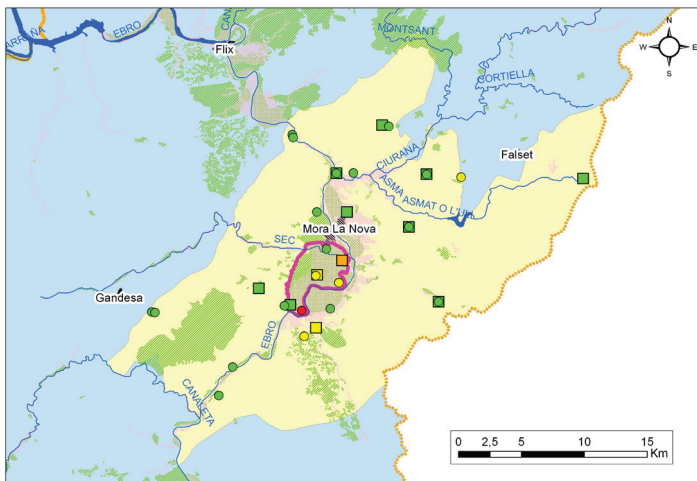 MONTSANT
N
W E
S
EBRO
Flix
CORTIELLA
Falset
CIURANA
ASMA ASMAT O L'
Mora La Nova
SEC
Gandesa
EBRO
CANALETA
0 2,5 5 10 15
Km